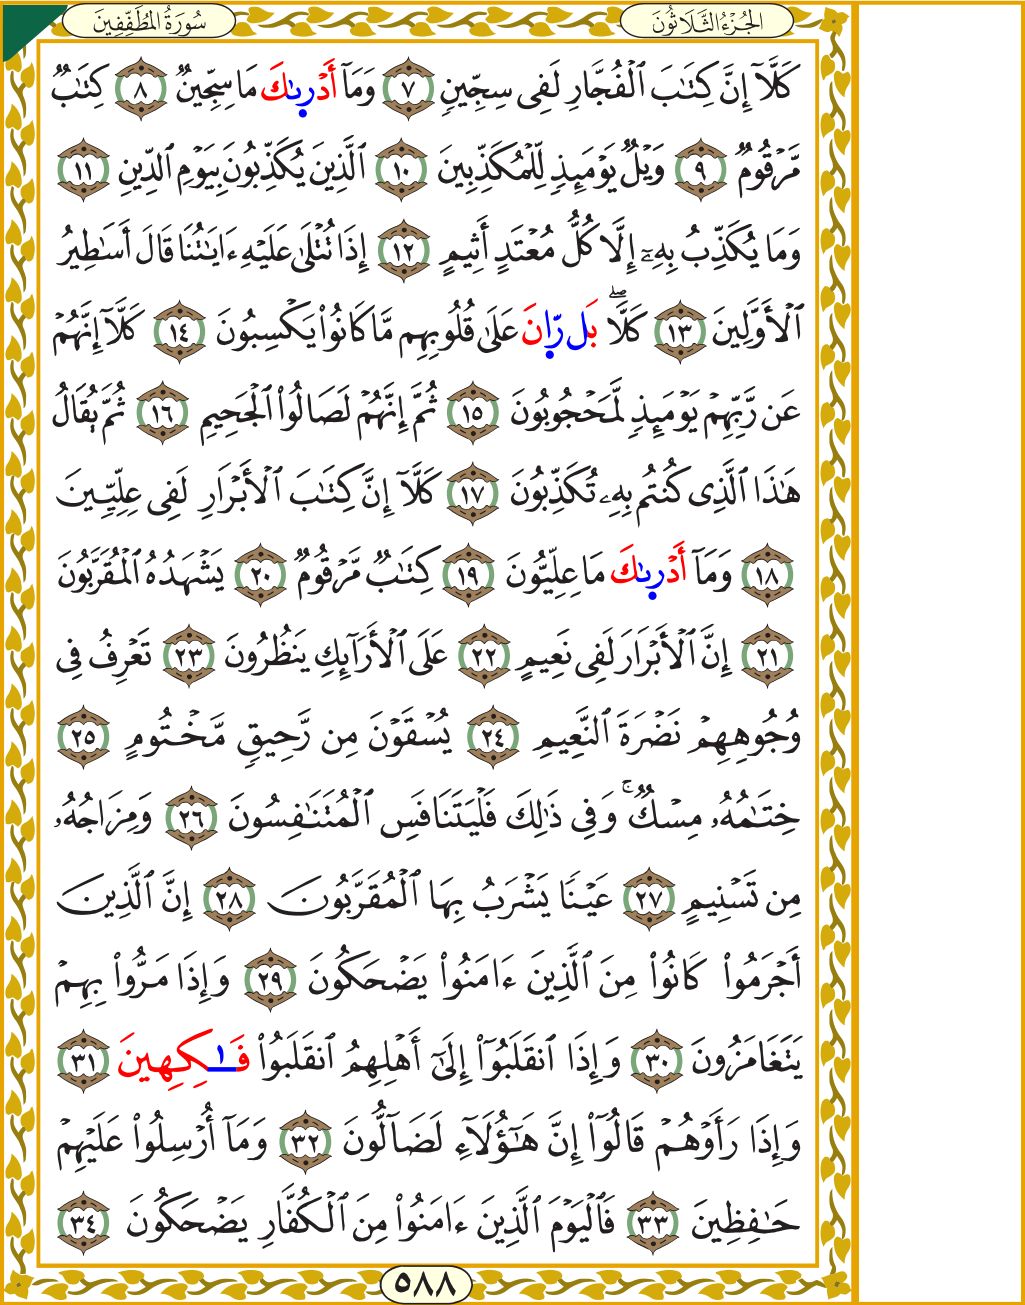 سُورَةُ المُطَفِّفِينَ
الجُزْءُ الثَّلَاثُونَ
كَلَّآ إِنَّ كِتَٰبَ ٱلْفُجَّارِ لَفِى سِجِّينٍ ٧ وَمَآ أَدْرىٰكَ مَا سِجِّينٌ ٨ كِتَٰبٌ
مَّرْقُومٌ ٩ وَيْلٌ يَوْمَئِذٍ لِّلْمُكَذِّبِينَ ١٠ ٱلَّذِينَ يُكَذِّبُونَ بِيَوْمِ ٱلدِّينِ ١١
وَمَا يُكَذِّبُ بِهِۦٓ إِلَّا كُلُّ مُعْتَدٍ أَثِيمٍ ١٢ إِذَا تُتْلَىٰ عَلَيْهِ ءَايَٰتُنَا قَالَ أَسَٰطِيرُ
ٱلْأَوَّلِينَ ١٣ كَلَّاۖ بَل رَّانَ عَلَىٰ قُلُوبِهِم مَّا كَانُوا۟ يَكْسِبُونَ ١٤ كَلَّآ إِنَّهُمْ
عَن رَّبِّهِمْ يَوْمَئِذٍ لَّمَحْجُوبُونَ ١٥ ثُمَّ إِنَّهُمْ لَصَالُوا۟ ٱلْجَحِيمِ ١٦ ثُمَّ يُقَالُ
هَٰذَا ٱلَّذِى كُنتُم بِهِۦ تُكَذِّبُونَ ١٧ كَلَّآ إِنَّ كِتَٰبَ ٱلْأَبْرَارِ لَفِى عِلِّيِّينَ
١٨ وَمَآ أَدْرىٰكَ مَا عِلِّيُّونَ ١٩ كِتَٰبٌ مَّرْقُومٌ ٢٠ يَشْهَدُهُ ٱلْمُقَرَّبُونَ
٢١ إِنَّ ٱلْأَبْرَارَ لَفِى نَعِيمٍ ٢٢ عَلَى ٱلْأَرَآئِكِ يَنظُرُونَ ٢٣ تَعْرِفُ فِى
وُجُوهِهِمْ نَضْرَةَ ٱلنَّعِيمِ ٢٤ يُسْقَوْنَ مِن رَّحِيقٍ مَّخْتُومٍ ٢٥
خِتَٰمُهُۥ مِسْكٌۚ وَفِى ذَٰلِكَ فَلْيَتَنَافَسِ ٱلْمُتَنَٰفِسُونَ ٢٦ وَمِزَاجُهُۥ
مِن تَسْنِيمٍ ٢٧ عَيْنًا يَشْرَبُ بِهَا ٱلْمُقَرَّبُونَ ٢٨ إِنَّ ٱلَّذِينَ
أَجْرَمُوا۟ كَانُوا۟ مِنَ ٱلَّذِينَ ءَامَنُوا۟ يَضْحَكُونَ ٢٩ وَإِذَا مَرُّوا۟ بِهِمْ
يَتَغَامَزُونَ ٣٠ وَإِذَا ٱنقَلَبُوٓا۟ إِلَىٰٓ أَهْلِهِمُ ٱنقَلَبُوا۟ فَٰكِهِينَ ٣١
وَإِذَا رَأَوْهُمْ قَالُوٓا۟ إِنَّ هَٰٓؤُلَآءِ لَضَآلُّونَ ٣٢ وَمَآ أُرْسِلُوا۟ عَلَيْهِمْ
حَٰفِظِينَ ٣٣ فَٱلْيَوْمَ ٱلَّذِينَ ءَامَنُوا۟ مِنَ ٱلْكُفَّارِ يَضْحَكُونَ ٣٤
٥٨٨